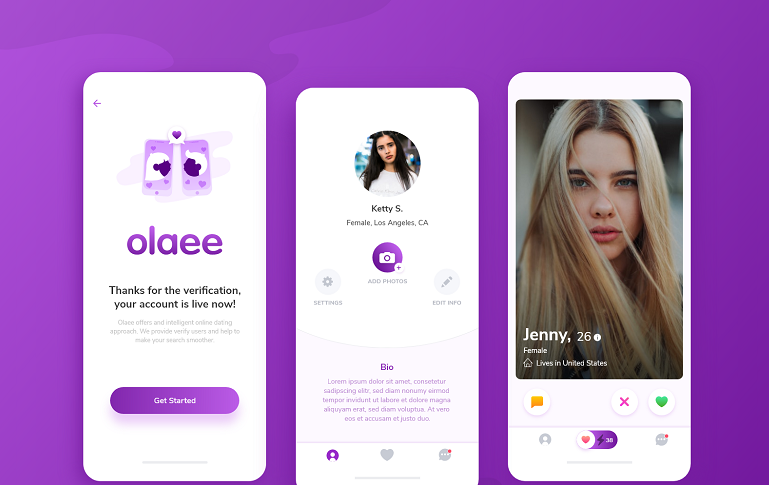 olaee
Thanks for the verification,
your account is live now!
Olaee offers and intelligent online dating
approach. We provide verify users and help to
make your search smoother
Get Started
Ketty S.
Female, Los Angeles, CA
ADD PHOTOS
SETTINGS
EDIT INFO
Bio
Lorem ipsum dolor sit amet, consetetur
sadipscing elitr, sed diam nonumy eirmod
tempor invidunt ut labore et dolore magna
aliquyam erat, sed diam voluptua. At vero
eos et accusam et justo duo.
Jenny, 26
Female
Lives in United States
38